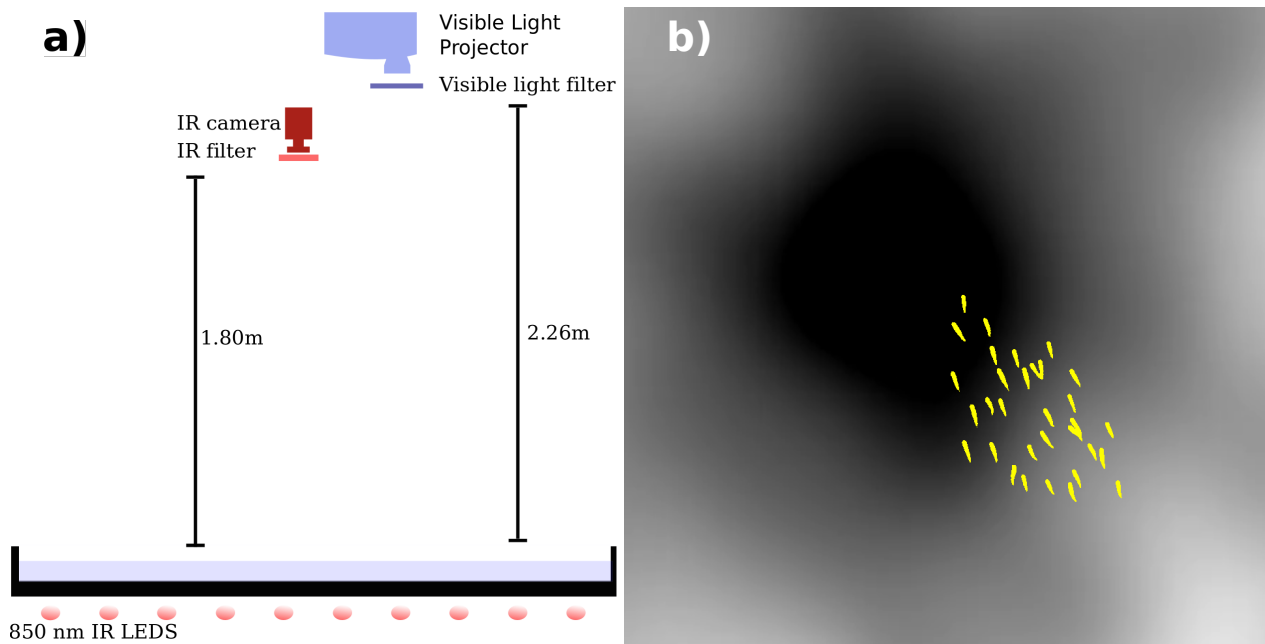 a)
Visible Light
Projector
Visible light filter
IR camera
IR filter
1.80m
2.26m
850 nm IR LEDS
b)